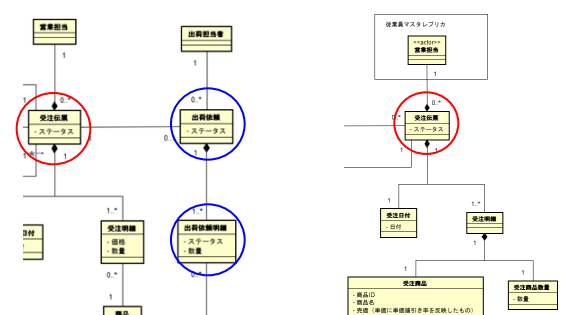 営業担当
1
0..*
1
受注伝票
- ステータス
1
出荷担当者
1
0..*
出荷依頼
- ステータス
0..
1
1..*
受注明細
- 価格
- 数量
0..*
1
商品
日付
1..*
出荷依頼明細
- ステータス
- 数量
0..*
従業員マスタレプリカ
<<actor>>
営業担当
1
0..*
0..*
受注伝票
- ステータス
1
1
1
受注日付
- 日付
1..*
受注明細
1
1
受注商品
- 商品ID
- 商品名
- 売価（単価に単価値引き率を反映したもの）
1
受注商品数量
- 数量